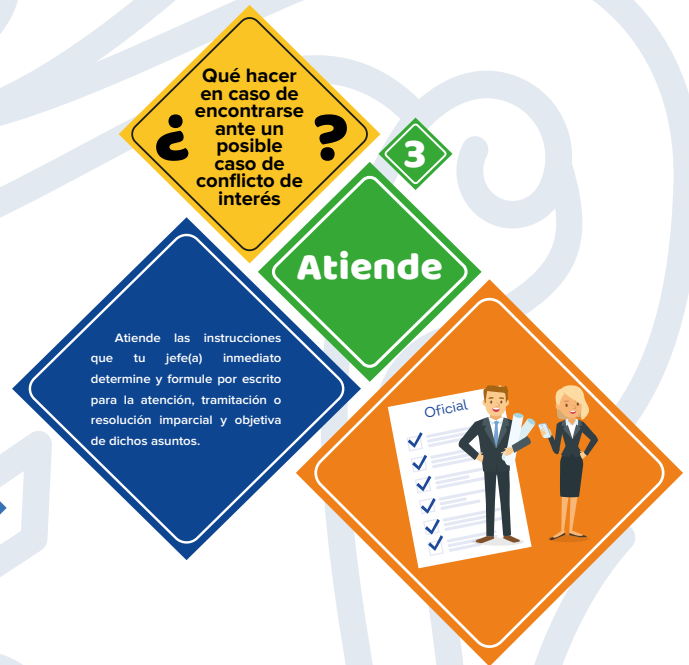 Qué hacer
en caso de
encontrarse
ante un
¿ posible ?
caso de
conflicto de
interés
3
Atiende
Atiende las instrucciones
que tu jefe(a) inmediato
determine y formule por escrito
para la atención, tramitación o
resolución imparcial y objetiva
de dichos asuntos.
Oficial